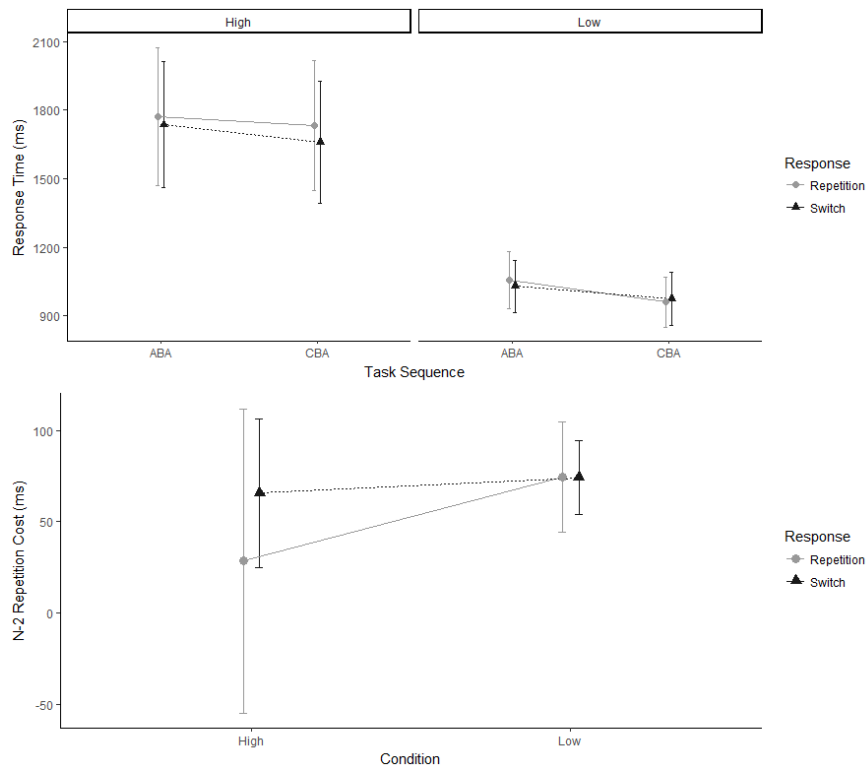 High
Low
2100
1800
1500
1200
900
Response Time (ms)
ABA
CBA
ABA
CBA
Task Sequence
Response
Repetition
Switch
100
50
0
-50
N-2 Repetition Cost (ms)
High
Low
Condition
Response
Repetition
Switch